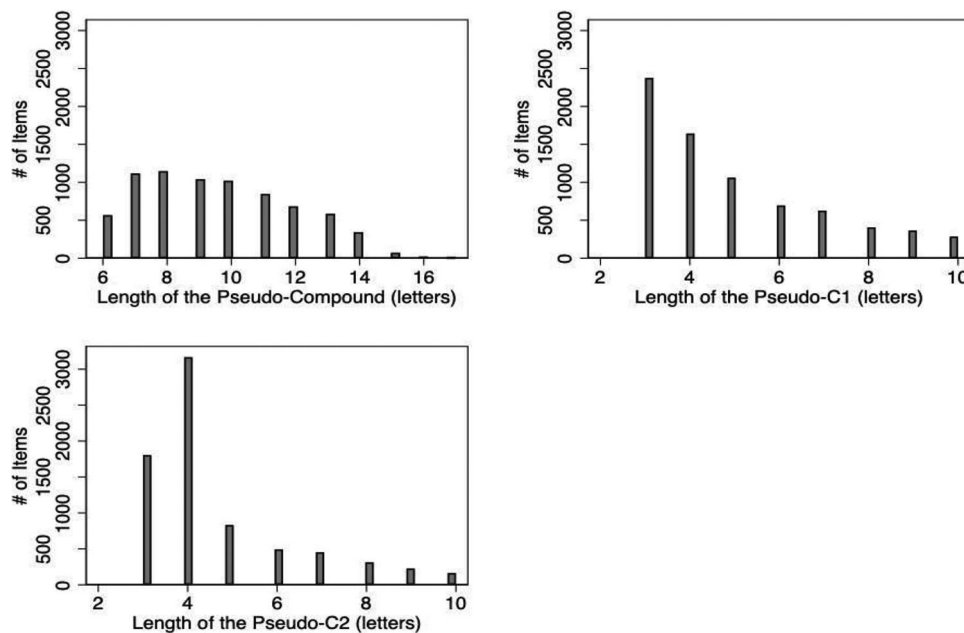 # of Items
3000
2500
2000
1500
1000
500
0
6 8 10 12 14 16
Length of the Pseudo-Compound (letters)
# of Items
3000
2500
2000
1500
1000
500
0
2 4 6 8 10
Length of the Pseudo-C1 (letters)
# of Items
3000
2500
2000
1500
1000
500
0
2 4 6 8 10
Length of the Pseudo-C2 (letters)